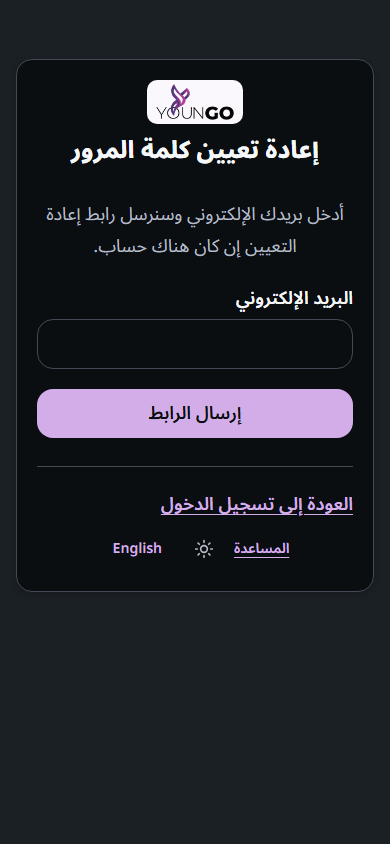 YOUNGO
إعادة تعيين كلمة المرور
أدخل بريدك الإلكتروني وسنرسل رابط إعادة
التعيين إن كان هناك حساب.
البريد الإلكتروني
إرسال الرابط
العودة إلى تسجيل الدخول
المساعدة English